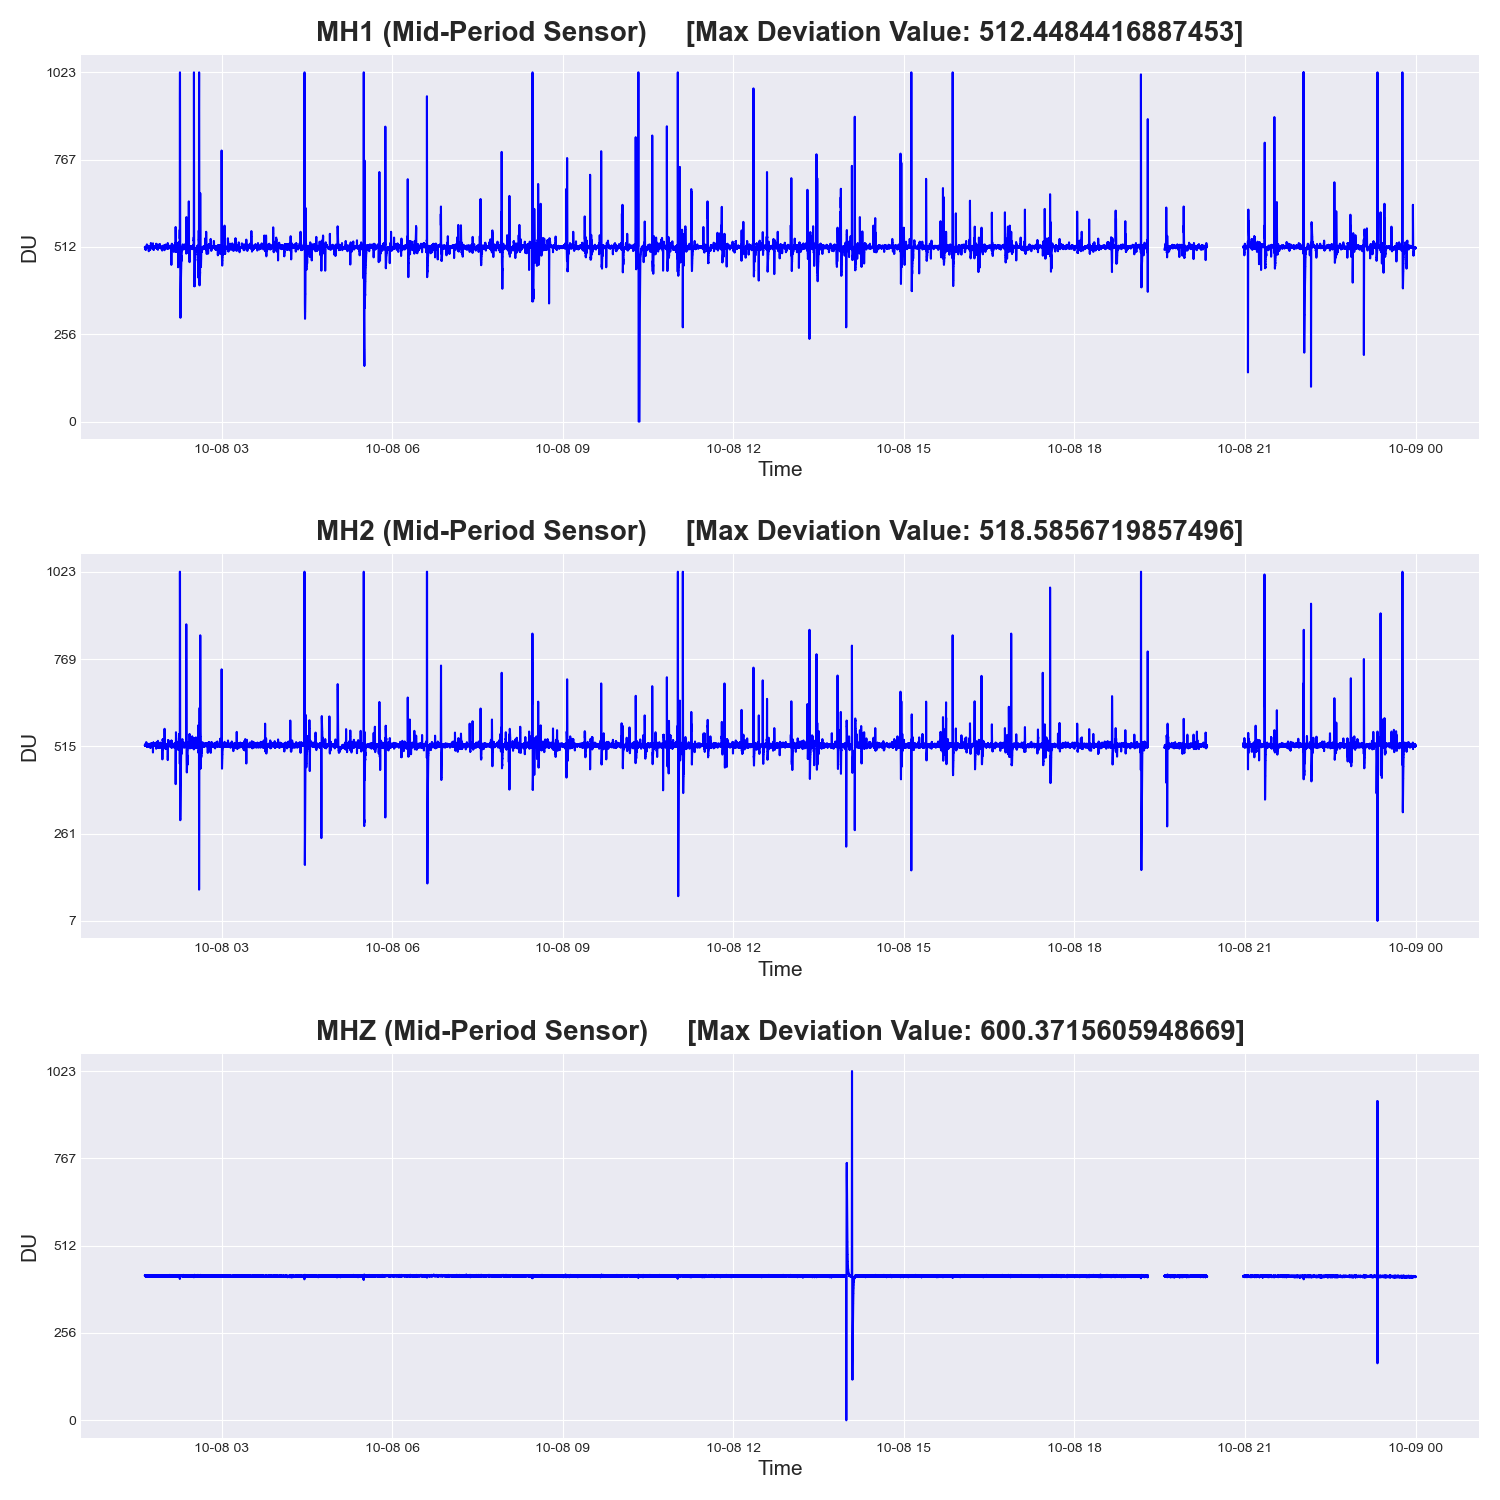 MH1 (Mid-Period Sensor) [Max Deviation Value: 512.4484416887453]
1023
767
512
256
0
DU
10-08 03 10-08 06 10-08 09 10-08 12 10-08 15 10-08 18 10-08 21 10-09 00
Time
MH2 (Mid-Period Sensor) [Max Deviation Value: 518.5856719857496]
1023
769
515
261
7
DU
10-08 03 10-08 06 10-08 09 10-08 12 10-08 15 10-08 18 10-08 21 10-09 00
Time
MHZ (Mid-Period Sensor) [Max Deviation Value: 600.3715605948669]
1023
767
512
256
0
DU
10-08 03 10-08 06 10-08 09 10-08 12 10-08 15 10-08 18 10-08 21 10-09 00
Time